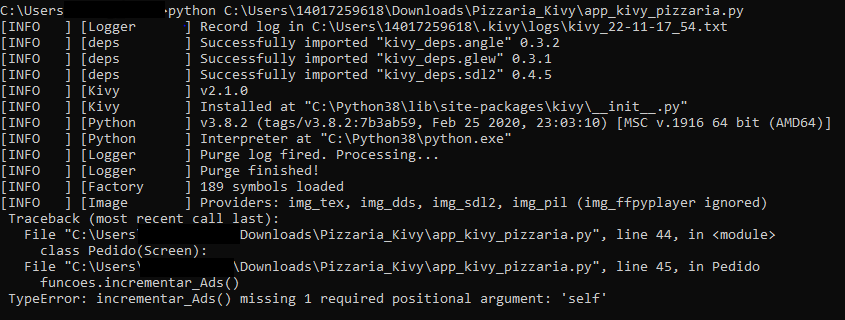 C:\Users python C:\Users\14017259618\Downloads\Pizzaria_Kivy\app_kivy_pizzaria.py
[INFO   ] [Logger      ] Record log in C:\Users\14017259618\.kivy\logs\kivy_22-11-17_54.txt
[INFO   ] [deps        ] Successfully imported "kivy_deps.angle" 0.3.2
[INFO   ] [deps        ] Successfully imported "kivy_deps.glew" 0.3.1
[INFO   ] [deps        ] Successfully imported "kivy_deps.sdl2" 0.4.5
[INFO   ] [Kivy        ] v2.1.0
[INFO   ] [Kivy        ] Installed at "C:\Python38\lib\site-packages\kivy\__init__.py"
[INFO   ] [Python      ] v3.8.2 (tags/v3.8.2:7b3ab59, Feb 25 2020, 23:03:10) [MSC v.1916 64 bit (AMD64)]
[INFO   ] [Python      ] Interpreter at "C:\Python38\python.exe"
[INFO   ] [Logger      ] Purge log fired. Processing...
[INFO   ] [Logger      ] Purge finished!
[INFO   ] [Factory     ] 189 symbols loaded
[INFO   ] [Image       ] Providers: img_tex, img_dds, img_sdl2, img_pil (img_ffpyplayer ignored)
Traceback (most recent call last):
File "C:\Users\ Downloads\Pizzaria_Kivy\app_kivy_pizzaria.py", line 44, in <module>
class Pedido(Screen):
File "C:\Users\ \Downloads\Pizzaria_Kivy\app_kivy_pizzaria.py", line 45, in Pedido
funcoes.incrementar_Ads()
TypeError: incrementar_Ads() missing 1 required positional argument: 'self'